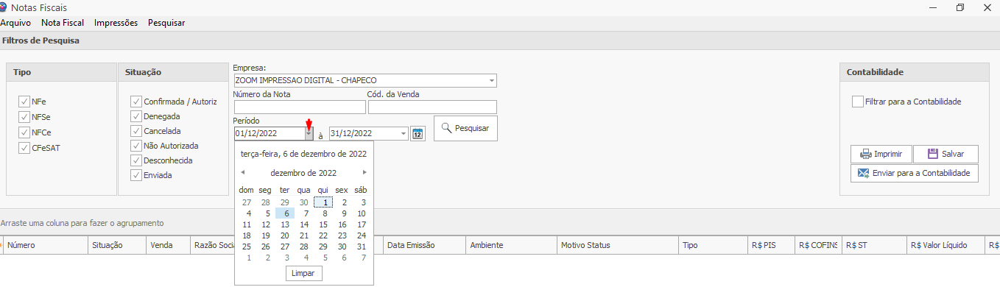 Notas Fiscais
Arquivo Nota Fiscal Impressões Pesquisar
Filtros de Pesquisa
Tipo
NFe
NFSe
NFCe
CFeSAT
Situação
Confirmada / Autoriz
Denegada
Cancelada
Não Autorizada
Desconhecida
Enviada
Empresa:
ZOOM IMPRESSAO DIGITAL - CHAPECO
Número da Nota Cód. da Venda
Período
01/12/2022 à 31/12/2022 12 Pesquisar
terça-feira, 6 de dezembro de 2022
dezembro de 2022
dom seg ter qua qui sex sáb
27 28 29 30 1 2 3
4 5 6 7 8 9 10
11 12 13 14 15 16 17
18 19 20 21 22 23 24
25 26 27 28 29 30 31
1 2 3 4 5 6 7
Limpar
Contabilidade
Filtrar para a Contabilidade
Imprimir Salvar
Enviar para a Contabilidade
Arraste uma coluna para fazer o agrupamento
Número Situação Venda Razão Socia Data Emissão Ambiente Motivo Status Tipo R$ PIS R$ COFINS R$ ST R$ Valor Líquido R$